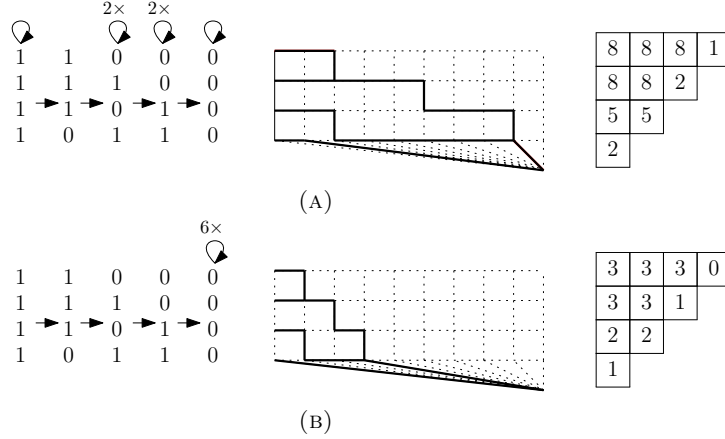 2× 2×
1 1 0 0 0 8 8 8 1
1 1 1 0 0 8 8 2
1 1 0 1 0 5 5
1 0 1 1 0 2
(A)
6×
1 1 0 0 0 3 3 3 0
1 1 1 0 0 3 3 1
1 1 0 1 0 2 2
1 0 1 1 0 1
(B)